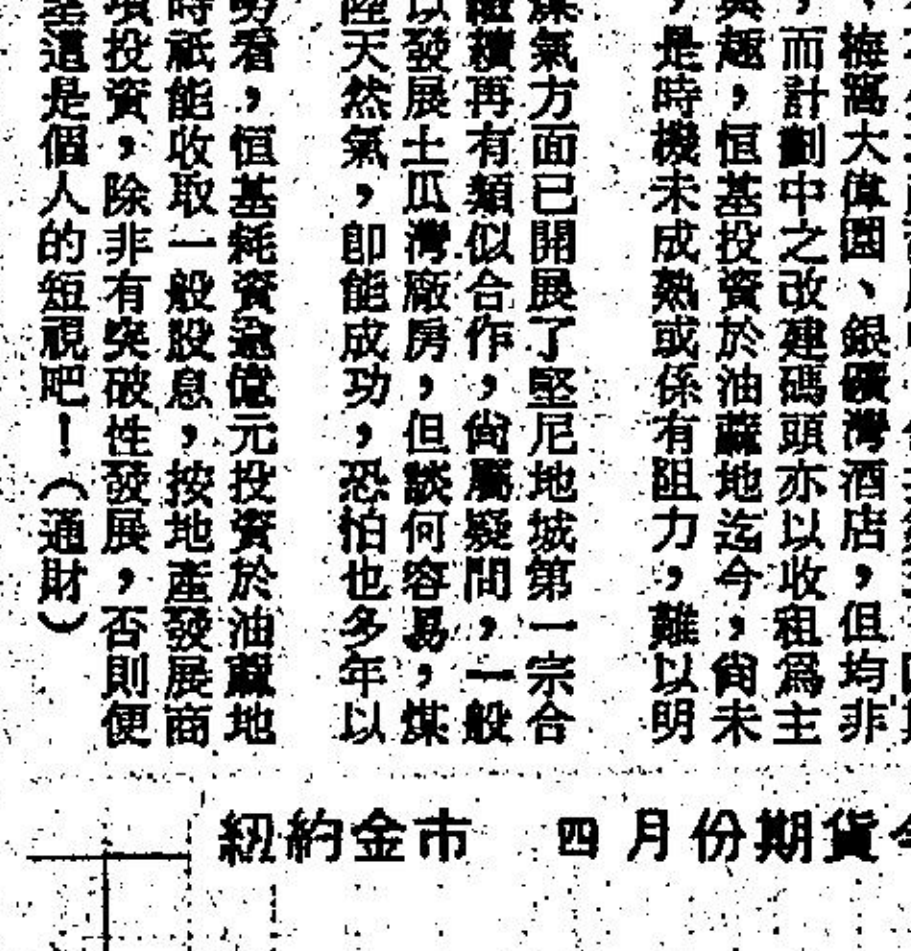 、梅窩大偉園、銀礦灣酒店，但均非
，而計劃中之改建碼頭亦以收租為主
興趣，恒基投資於油蔴地迄今，尙未
，是時機未成熟或係有阻力，難以明
煤氣方面已開展了堅尼地城第一宗合
繼續再有類似合作，尙屬疑問，一般
以發展土瓜灣廠房，但談何容易，煤
陸天然氣，卽能成功，恐怕也多年以
看，恒基耗資逾億元投資於油蔴地
時祇能收取一般股息，按地產發展商
項投資，除非有突破性發展，否則便
這是個人的短視吧！（通財）
紐約金市　四月份期貨